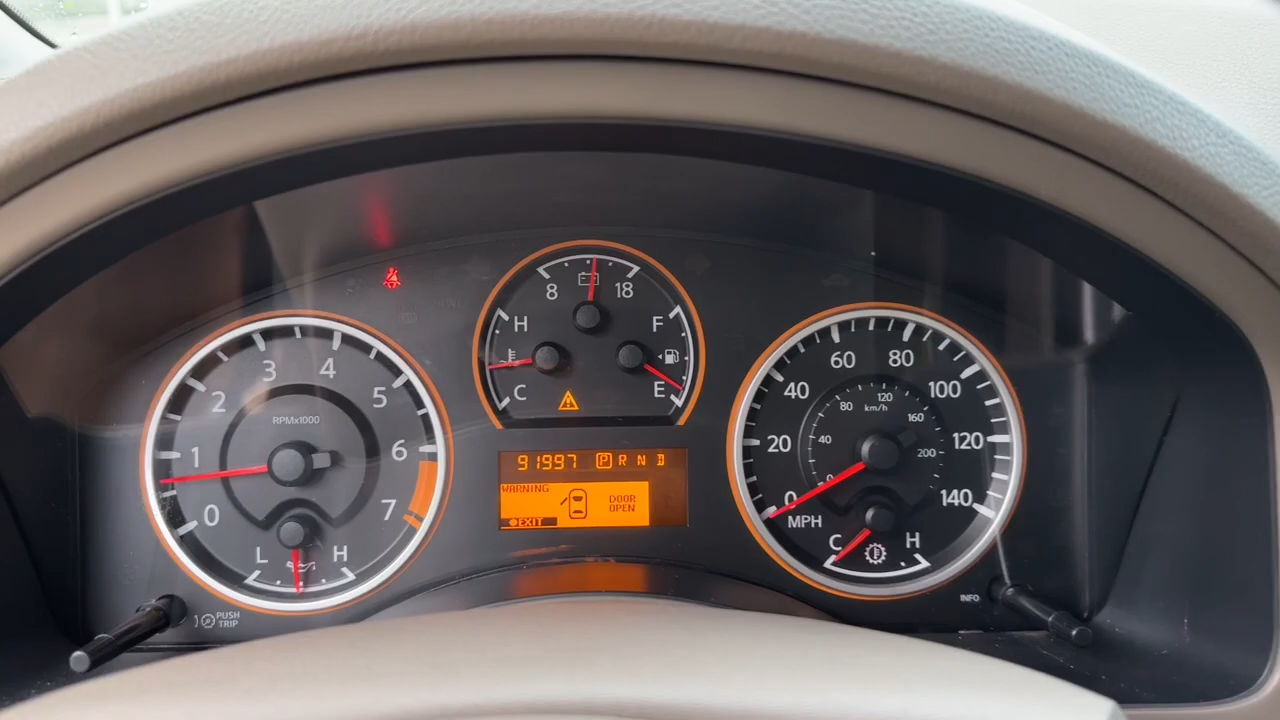 8 18
H
C
F
E
0 1 2 3 4 5 6 7
RPMx1000
L H
PUSH
TRIP
91997 P R N D
WARNING
DOOR
OPEN
EXIT
0 20 40 60 80 100 120 140
MPH
40 80 120 160 200
km/h
C H
INFO